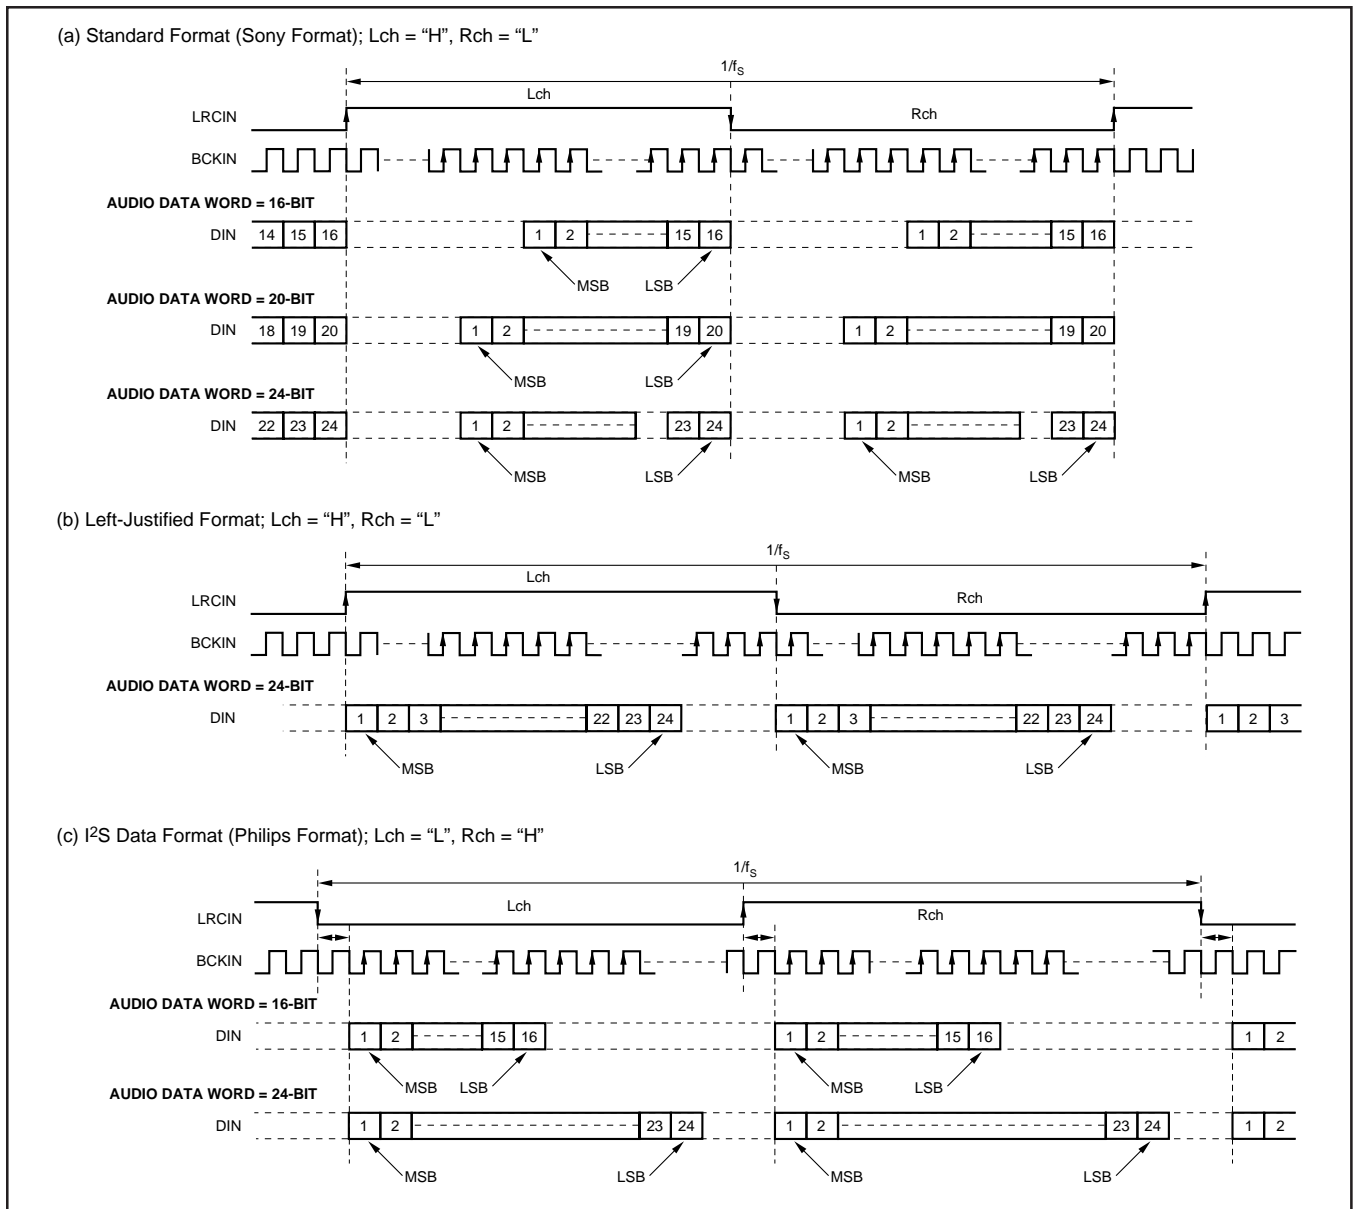 (a) Standard Format (Sony Format); Lch = “H”, Rch = “L”
1/fS
Lch
Rch
LRCIN
BCKIN
AUDIO DATA WORD = 16-BIT
DIN 14 15 16 1 2 15 16 1 2 15 16
MSB LSB
AUDIO DATA WORD = 20-BIT
DIN 18 19 20 1 2 19 20 1 2 19 20
MSB LSB MSB LSB
AUDIO DATA WORD = 24-BIT
DIN 22 23 24 1 2 23 24 1 2 23 24
MSB LSB MSB LSB
(b) Left-Justified Format; Lch = “H”, Rch = “L”
1/fS
Lch
Rch
LRCIN
BCKIN
AUDIO DATA WORD = 24-BIT
DIN 1 2 3 22 23 24 1 2 3 22 23 24 1 2 3
MSB LSB MSB LSB
(c) I2S Data Format (Philips Format); Lch = “L”, Rch = “H”
1/fS
Lch
Rch
LRCIN
BCKIN
AUDIO DATA WORD = 16-BIT
DIN 1 2 15 16 1 2 15 16 1 2
MSB LSB MSB LSB
AUDIO DATA WORD = 24-BIT
DIN 1 2 23 24 1 2 23 24 1 2
MSB LSB MSB LSB